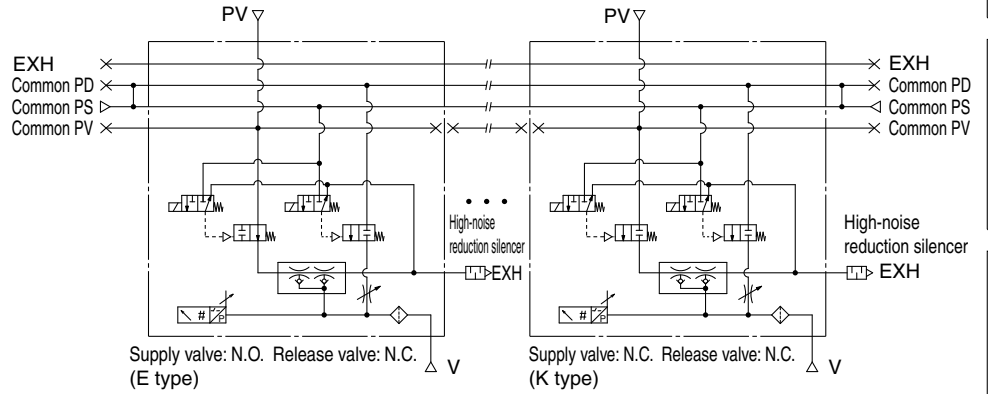 PV
PV
EXH
EXH
Common PD
Common PD
Common PS
Common PS
Common PV
Common PV
High-noise
reduction silencer
EXH
High-noise
reduction silencer
EXH
#
P
#
P
V
V
Supply valve: N.O. Release valve: N.C.
(E type)
Supply valve: N.C. Release valve: N.C.
(K type)